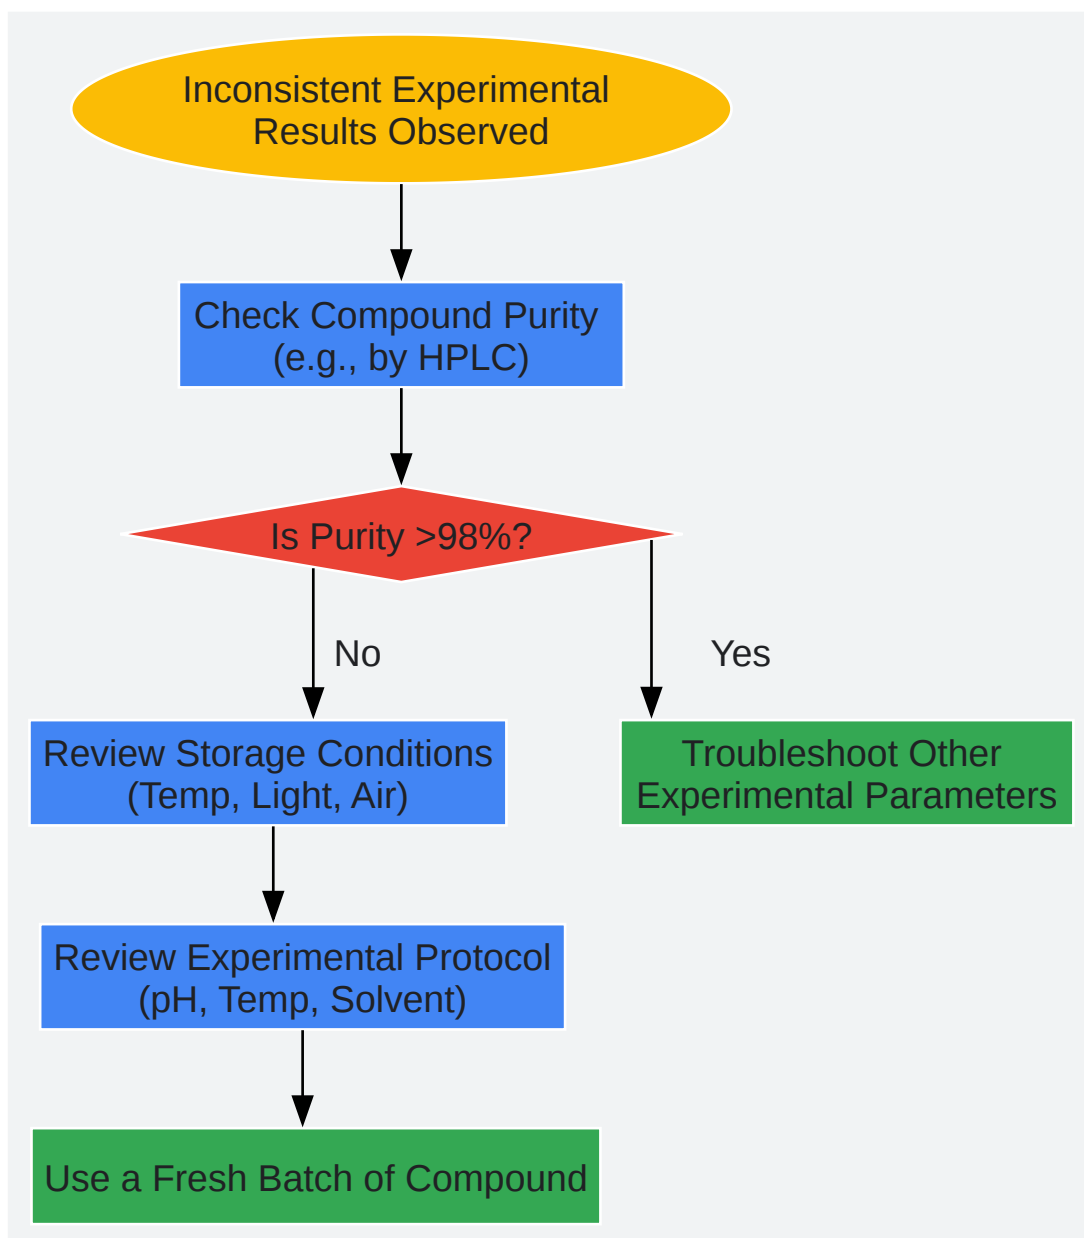 Inconsistent Experimental
Results Observed
Check Compound Purity
(e.g., by HPLC)
Is Purity >98%?
No
Yes
Review Storage Conditions
(Temp, Light, Air)
Troubleshoot Other
Experimental Parameters
Review Experimental Protocol
(pH, Temp, Solvent)
Use a Fresh Batch of Compound